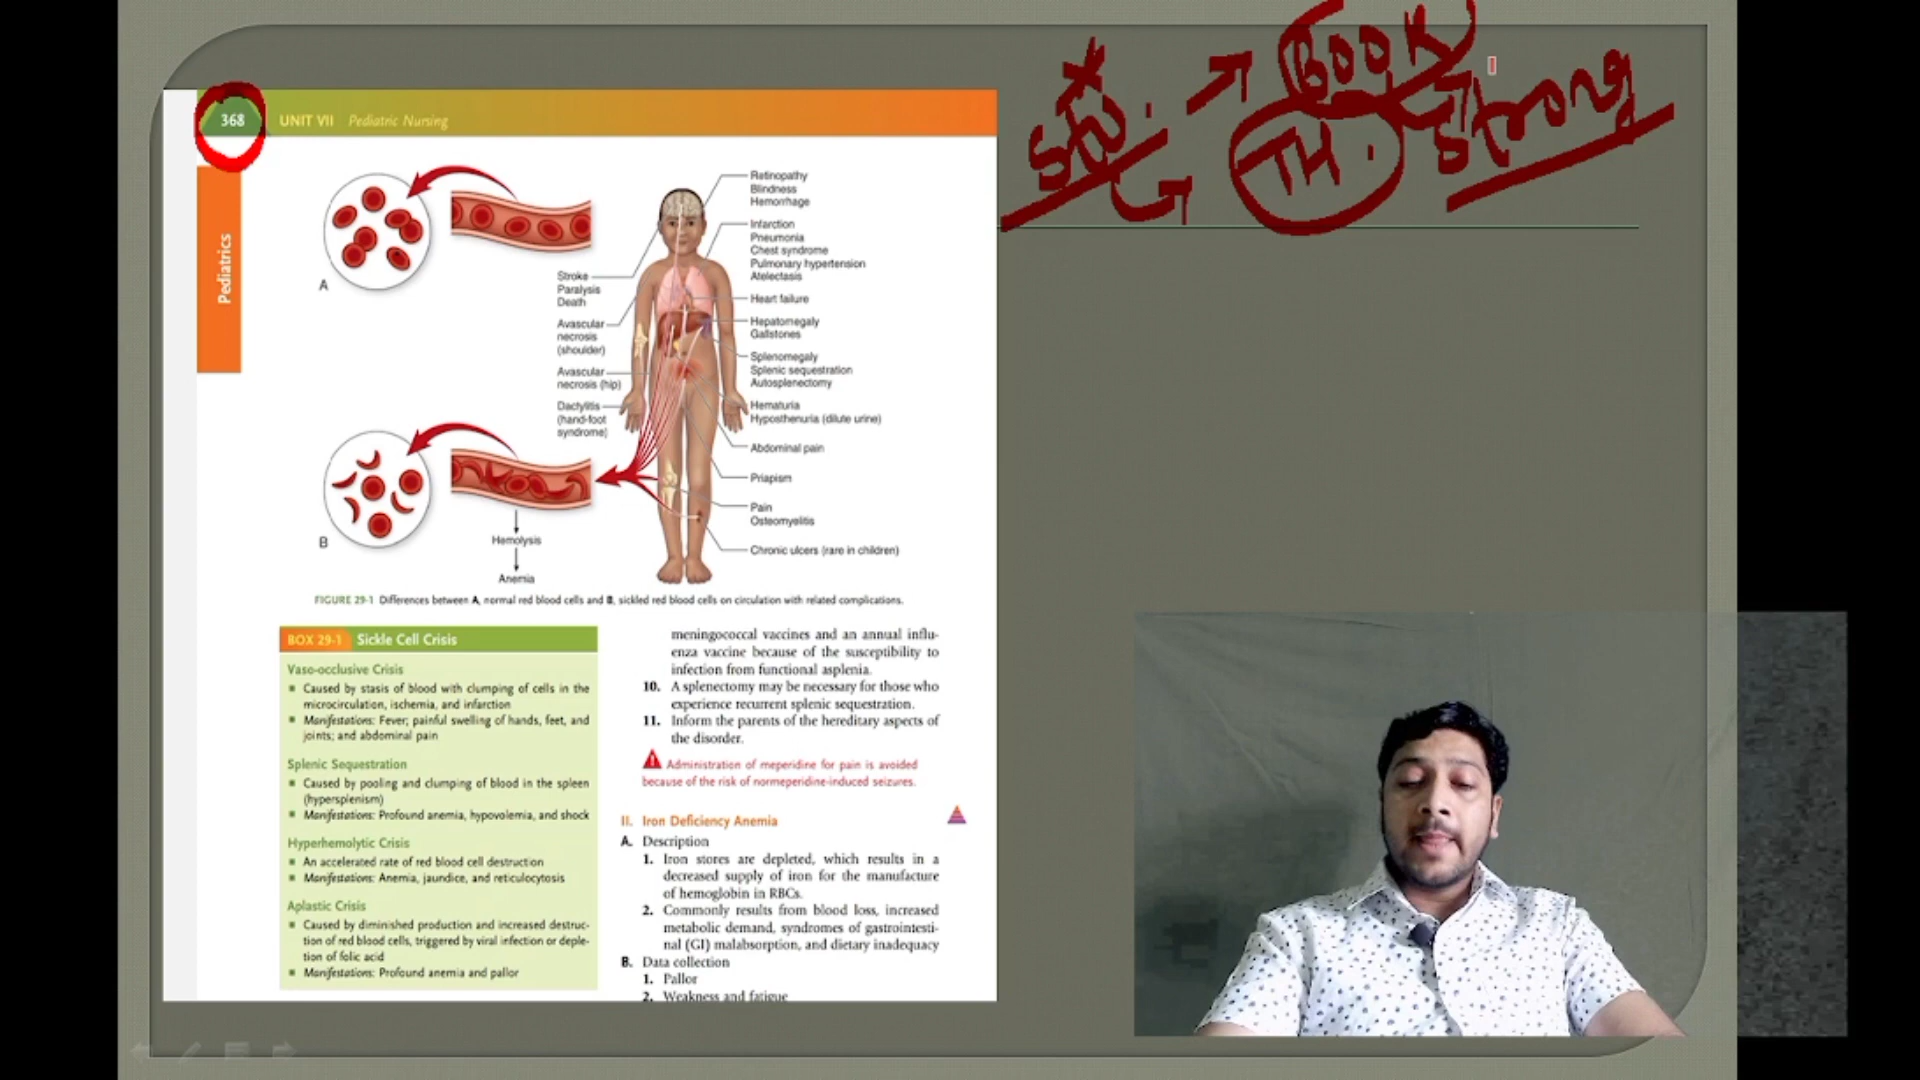 368 UNIT VII Pediatric Nursing
Pediatrics
BOOK
TH.
strong
A
Stroke
Paralysis
Death
Avascular
necrosis
(shoulder)
Avascular
necrosis (hip)
Dactylitis
(hand-foot
syndrome)
Retinopathy
Blindness
Hemorrhage
Infarction
Pneumonia
Chest syndrome
Pulmonary hypertension
Atelectasis
Heart failure
Hepatomegaly
Gallstones
Splenomegaly
Splenic sequestration
Autosplenectomy
Hematuria
Hyposthenuria (dilute urine)
Abdominal pain
Priapism
Pain
Osteomyelitis
Chronic ulcers (rare in children)
B
Hemolysis
Anemia
FIGURE 29-1 Differences between A, normal red blood cells and B, sickled red blood cells on circulation with related complications.
BOX 29-1 Sickle Cell Crisis
Vaso-occlusive Crisis
Caused by stasis of blood with clumping of cells in the
microcirculation, ischemia, and infarction
Manifestations: Fever; painful swelling of hands, feet, and
joints; and abdominal pain
Splenic Sequestration
Caused by pooling and clumping of blood in the spleen
(hypersplenism)
Manifestations: Profound anemia, hypovolemia, and shock
Hyperhemolytic Crisis
An accelerated rate of red blood cell destruction
Manifestations: Anemia, jaundice, and reticulocytosis
Aplastic Crisis
Caused by diminished production and increased destruc-
tion of red blood cells, triggered by viral infection or deple-
tion of folic acid
Manifestations: Profound anemia and pallor
meningococcal vaccines and an annual influ-
enza vaccine because of the susceptibility to
infection from functional asplenia.
10. A splenectomy may be necessary for those who
experience recurrent splenic sequestration.
11. Inform the parents of the hereditary aspects of
the disorder.
Administration of meperidine for pain is avoided
because of the risk of normeperidine-induced seizures.
II. Iron Deficiency Anemia
A. Description
1. Iron stores are depleted, which results in a
decreased supply of iron for the manufacture
of hemoglobin in RBCs.
2. Commonly results from blood loss, increased
metabolic demand, syndromes of gastrointesti-
nal (GI) malabsorption, and dietary inadequacy
B. Data collection
1. Pallor
2. Weakness and fatigue